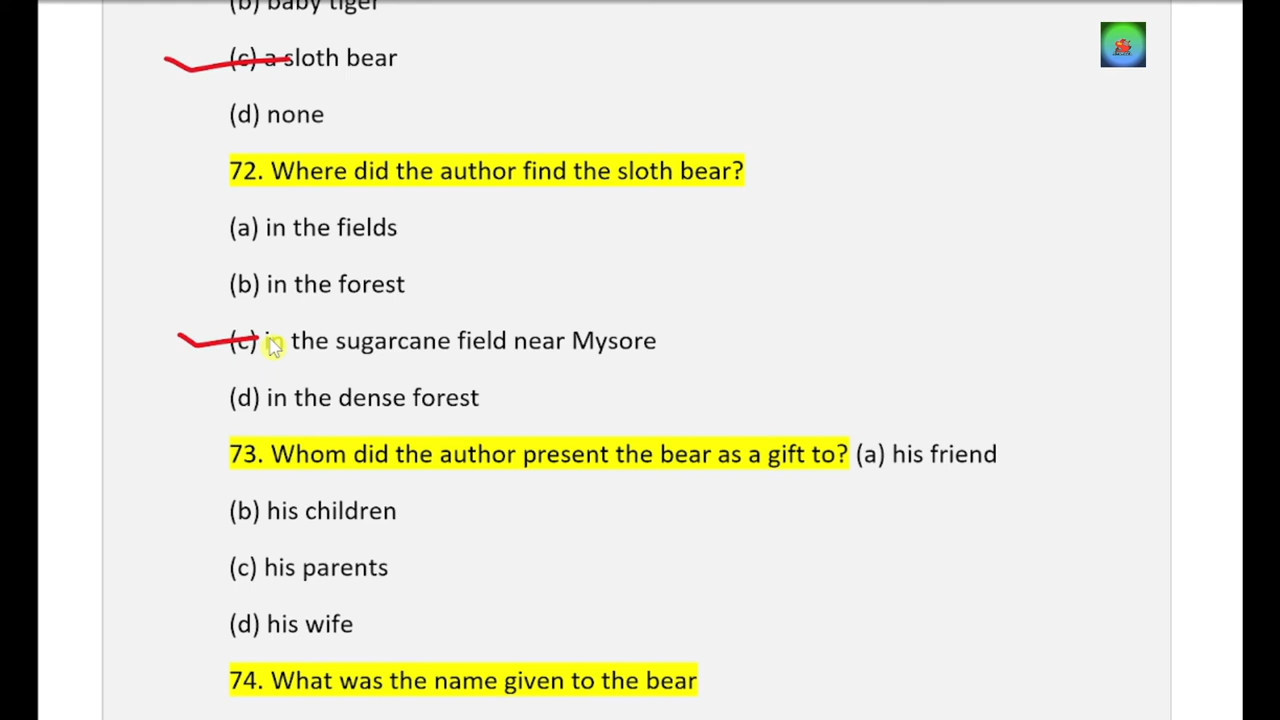 (b) baby tiger
(c) a sloth bear
(d) none
72. Where did the author find the sloth bear?
(a) in the fields
(b) in the forest
(c) in the sugarcane field near Mysore
(d) in the dense forest
73. Whom did the author present the bear as a gift to? (a) his friend
(b) his children
(c) his parents
(d) his wife
74. What was the name given to the bear